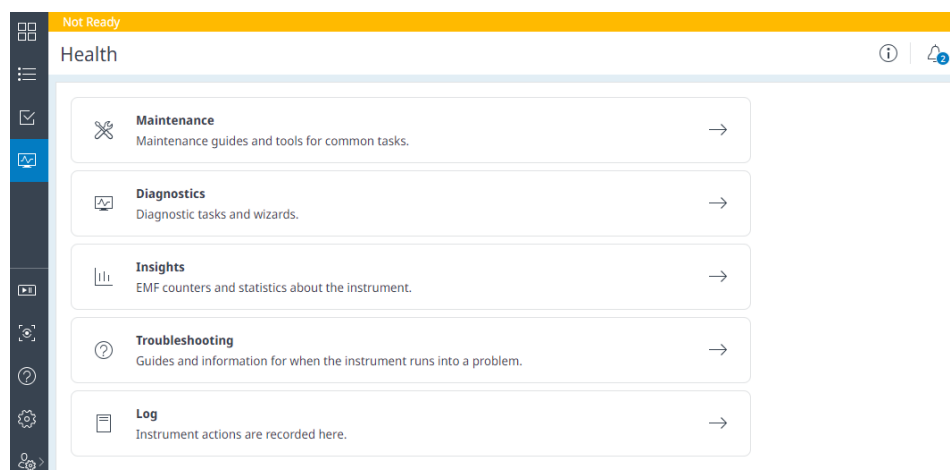 Not Ready
Health
2
Maintenance
Maintenance guides and tools for common tasks.
Diagnostics
Diagnostic tasks and wizards.
Insights
EMF counters and statistics about the instrument.
Troubleshooting
Guides and information for when the instrument runs into a problem.
Log
Instrument actions are recorded here.